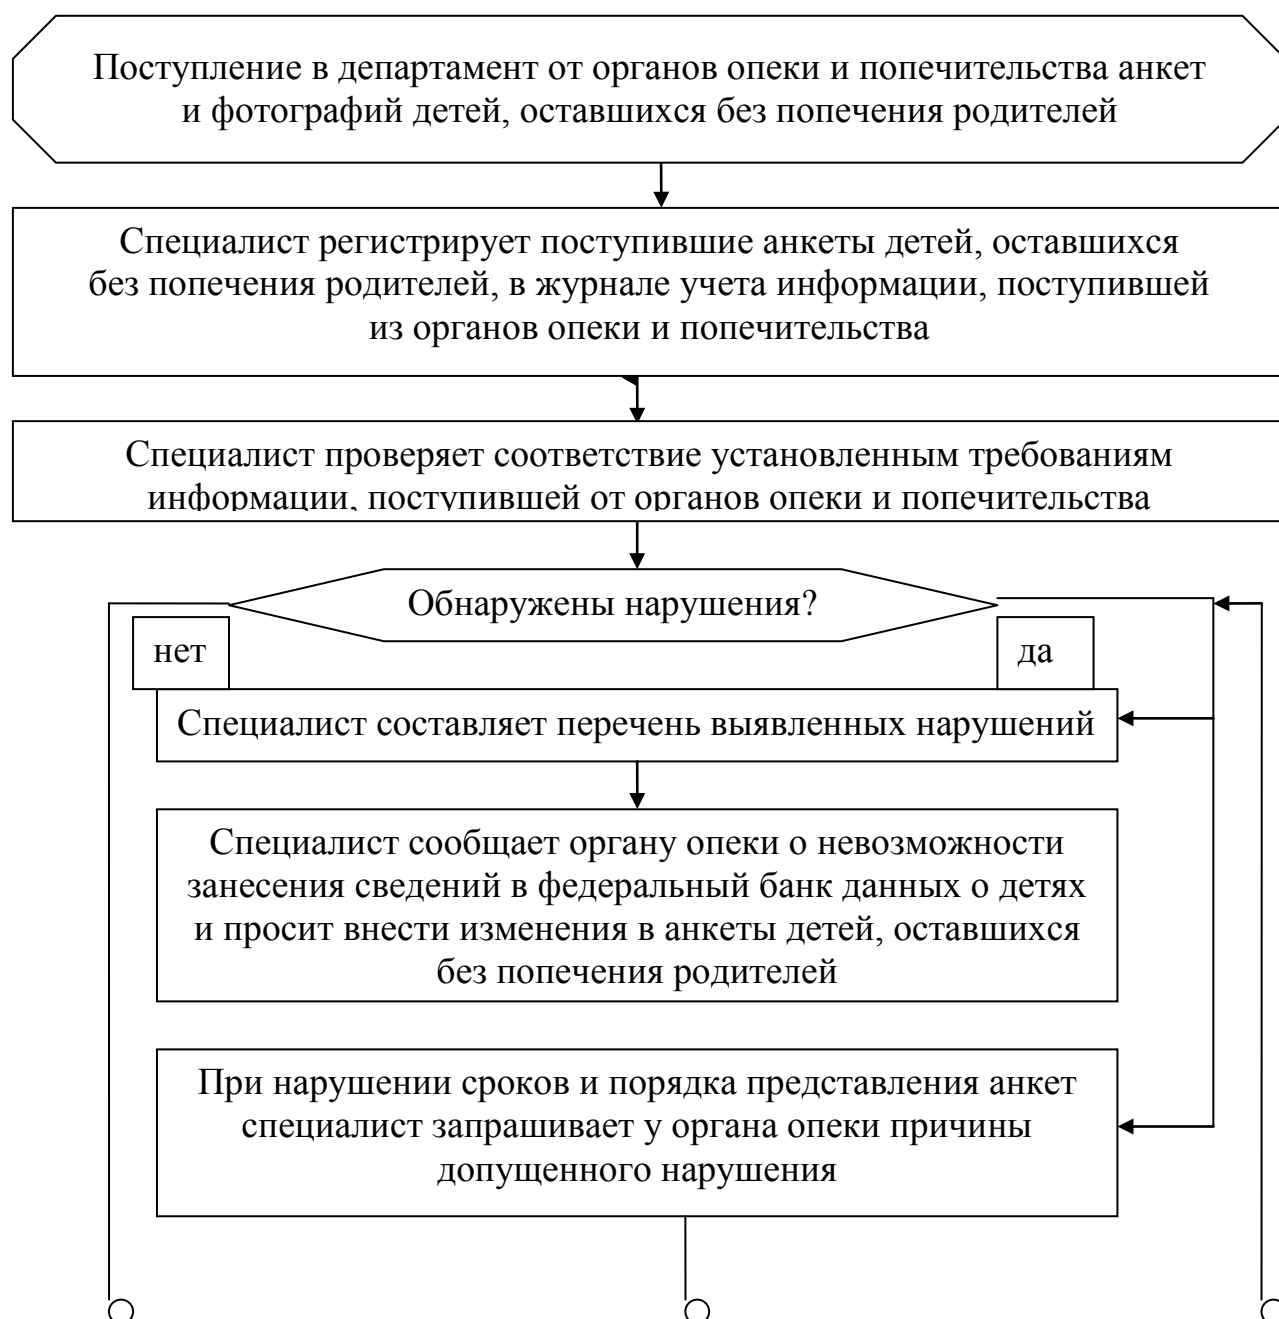 Поступление в департамент от органов опеки и попечительства анкет
и фотографий детей, оставшихся без попечения родителей
Специалист регистрирует поступившие анкеты детей, оставшихся
без попечения родителей, в журнале учета информации, поступившей
из органов опеки и попечительства
Специалист проверяет соответствие установленным требованиям
информации, поступившей от органов опеки и попечительства
Обнаружены нарушения?
нет
да
Специалист составляет перечень выявленных нарушений
Специалист сообщает органу опеки о невозможности
занесения сведений в федеральный банк данных о детях
и просит внести изменения в анкеты детей, оставшихся
без попечения родителей
При нарушении сроков и порядка представления анкет
специалист запрашивает у органа опеки причины
допущенного нарушения